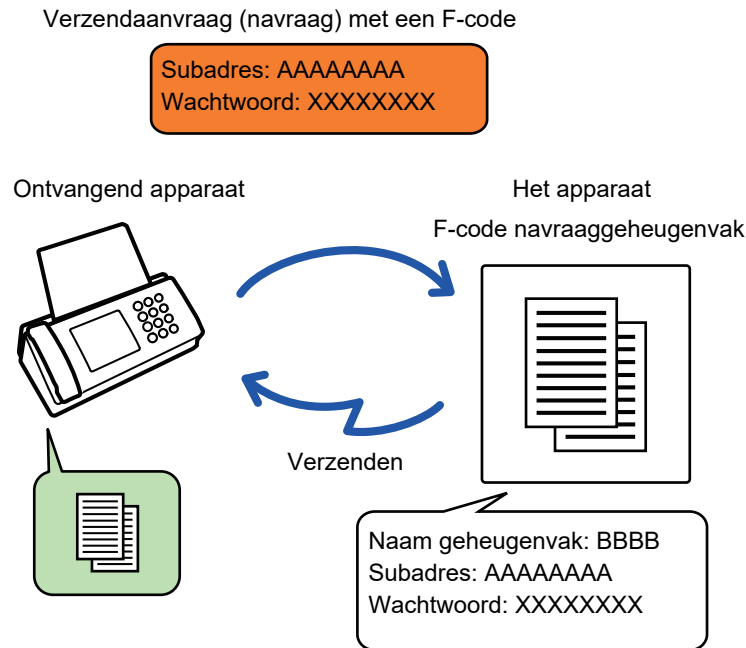 Verzendaanvraag (navraag) met een F-code
Subadres: AAAAAAAA
Wachtwoord: XXXXXXXX
Ontvangend apparaat
Het apparaat
F-code navraaggeheugenvak
Verzenden
Naam geheugenvak: BBBB
Subadres: AAAAAAAA
Wachtwoord: XXXXXXXX